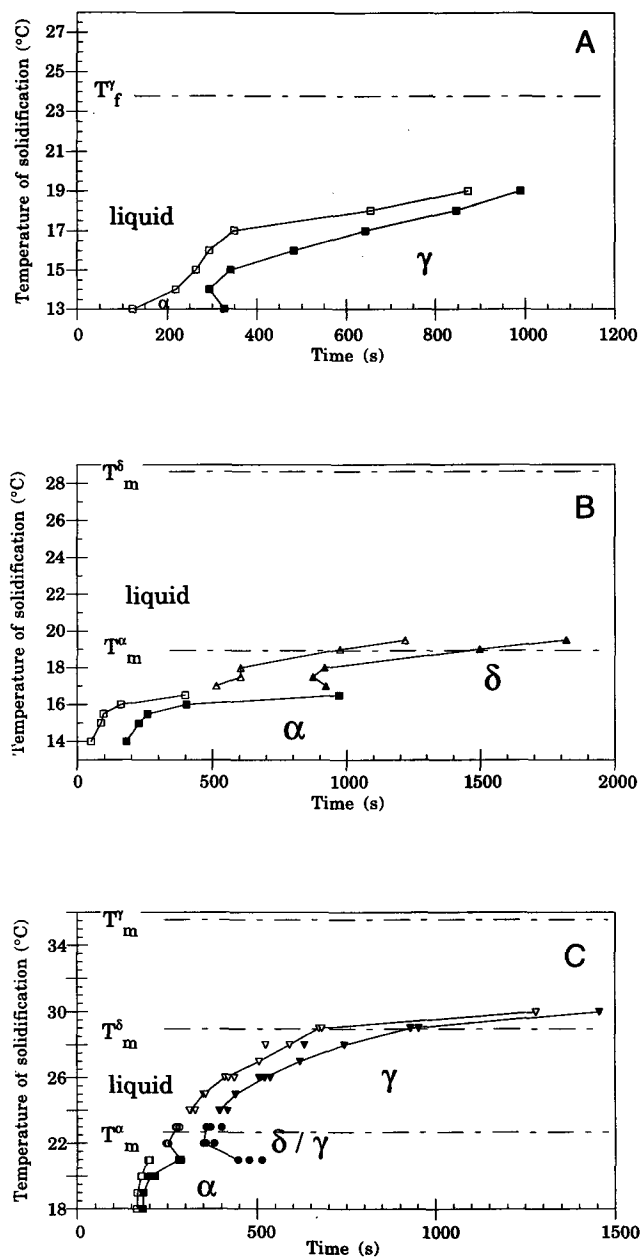 A
Temperature of solidification (°C)
27
25
23
21
19
17
15
13
T^γ_f
liquid
α
γ
0 200 400 600 800 1000 1200
Time (s)
B
Temperature of solidification (°C)
28
26
24
22
20
18
16
14
T^δ_m
liquid
T^α_m
δ
α
0 500 1000 1500 2000
Time (s)
C
Temperature of solidification (°C)
34
30
26
22
18
T^γ_m
T^δ_m
liquid
γ
T^α_m
δ / γ
α
0 500 1000 1500
Time (s)